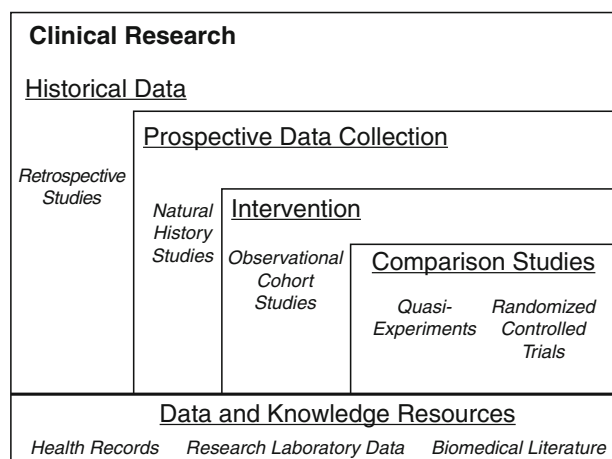 Clinical Research
Historical Data
Retrospective
Studies
Prospective Data Collection
Natural
History
Studies
Intervention
Observational
Cohort
Studies
Comparison Studies
Quasi-
Experiments
Randomized
Controlled
Trials
Data and Knowledge Resources
Health Records Research Laboratory Data Biomedical Literature